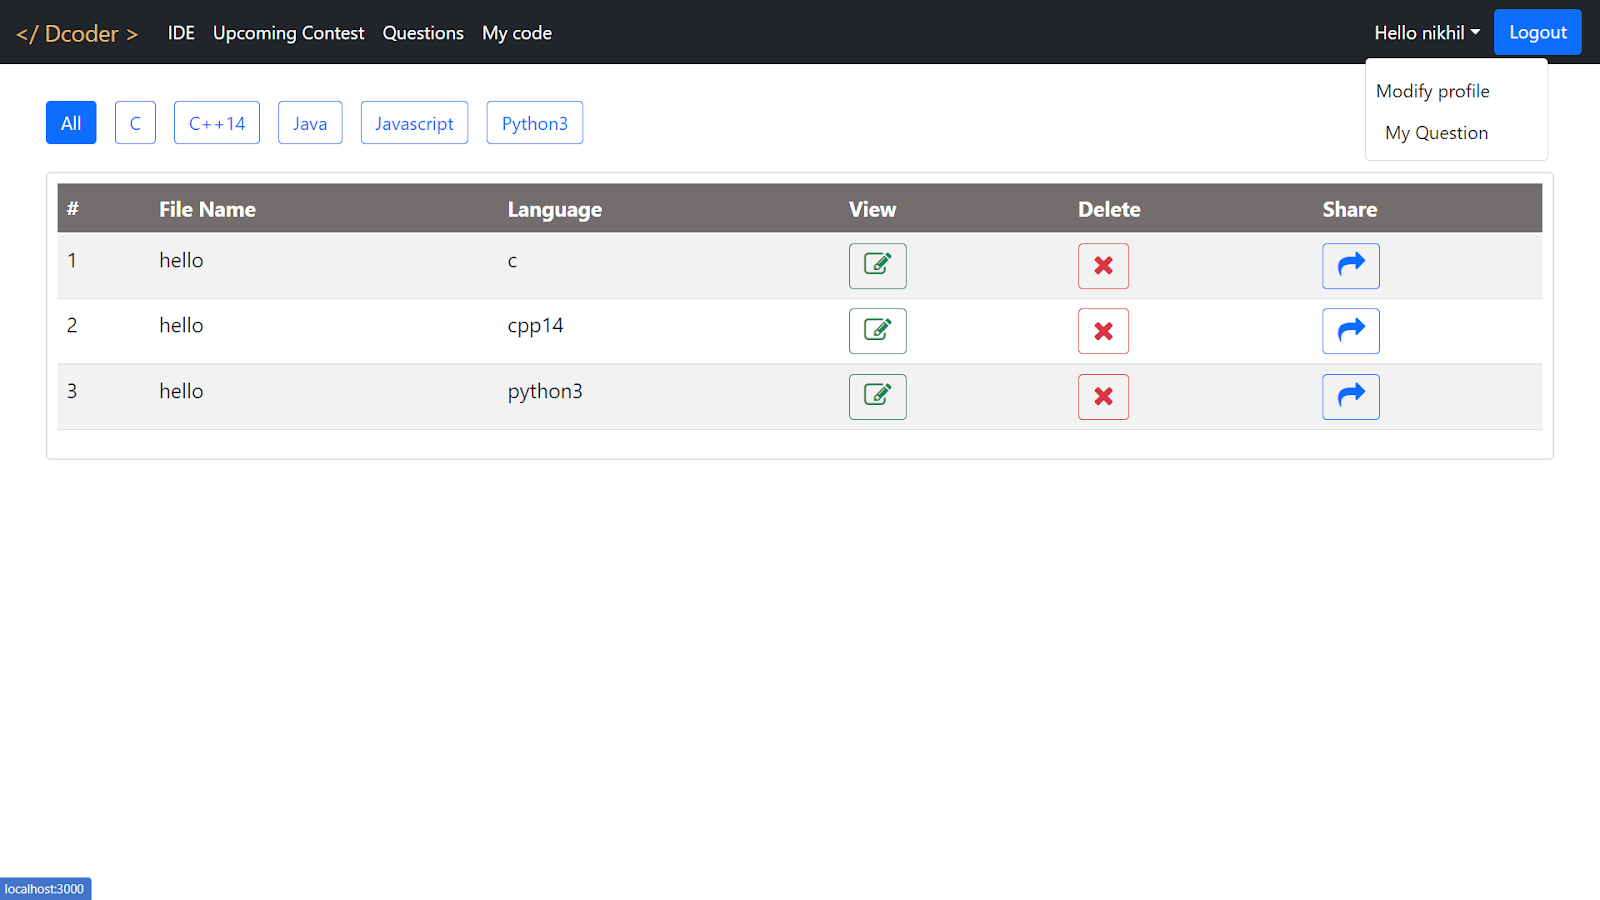 </ Dcoder > IDE Upcoming Contest Questions My code Hello nikhil Logout
Modify profile
My Question
All C C++14 Java Javascript Python3
# File Name Language View Delete Share
1 hello c
2 hello cpp14
3 hello python3
localhost:3000